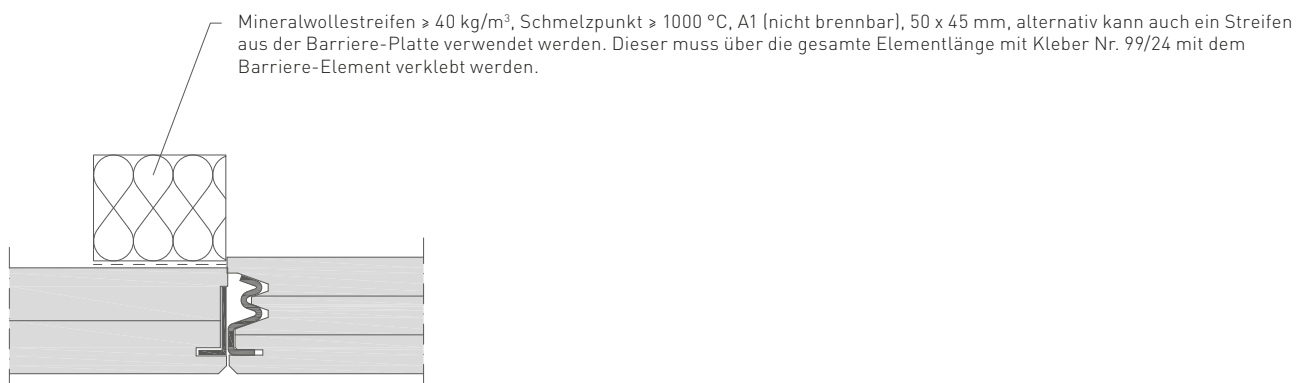 Mineralwollestreifen ≥ 40 kg/m³, Schmelzpunkt ≥ 1000 °C, A1 (nicht brennbar), 50 x 45 mm, alternativ kann auch ein Streifen
aus der Barriere-Platte verwendet werden. Dieser muss über die gesamte Elementlänge mit Kleber Nr. 99/24 mit dem
Barriere-Element verklebt werden.